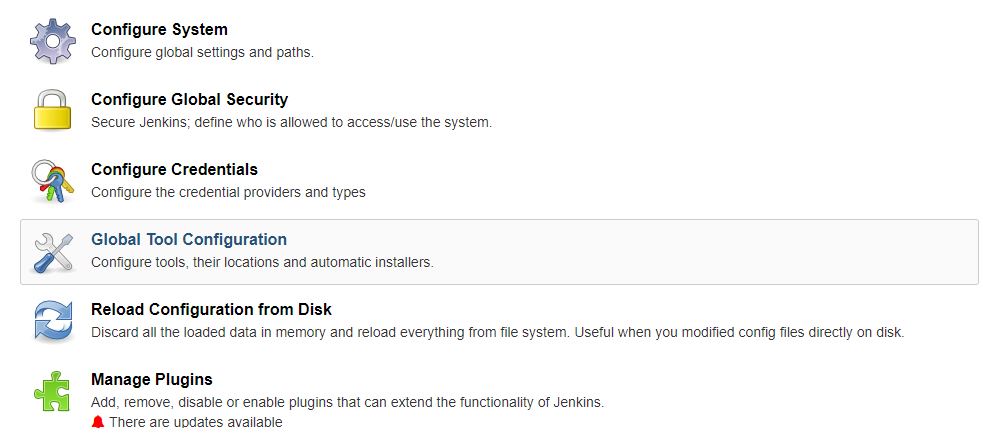 Configure System
Configure global settings and paths.
Configure Global Security
Secure Jenkins; define who is allowed to access/use the system.
Configure Credentials
Configure the credential providers and types
Global Tool Configuration
Configure tools, their locations and automatic installers.
Reload Configuration from Disk
Discard all the loaded data in memory and reload everything from file system. Useful when you modified config files directly on disk.
Manage Plugins
Add, remove, disable or enable plugins that can extend the functionality of Jenkins.
There are updates available